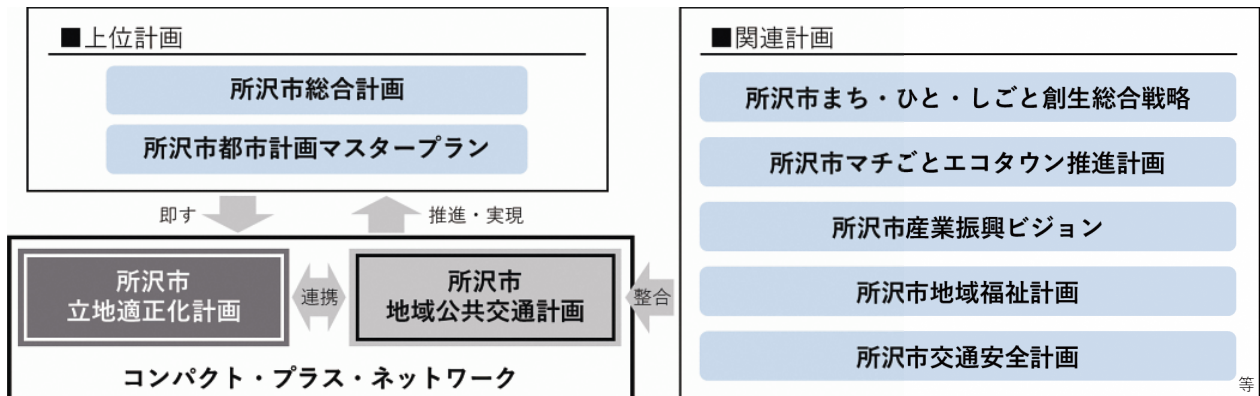 ■上位計画
所沢市総合計画
所沢市都市計画マスタープラン
即す
推進・実現
所沢市
立地適正化計画
連携
所沢市
地域公共交通計画
コンパクト・プラス・ネットワーク
整合
■関連計画
所沢市まち・ひと・しごと創生総合戦略
所沢市マチごとエコタウン推進計画
所沢市産業振興ビジョン
所沢市地域福祉計画
所沢市交通安全計画
等